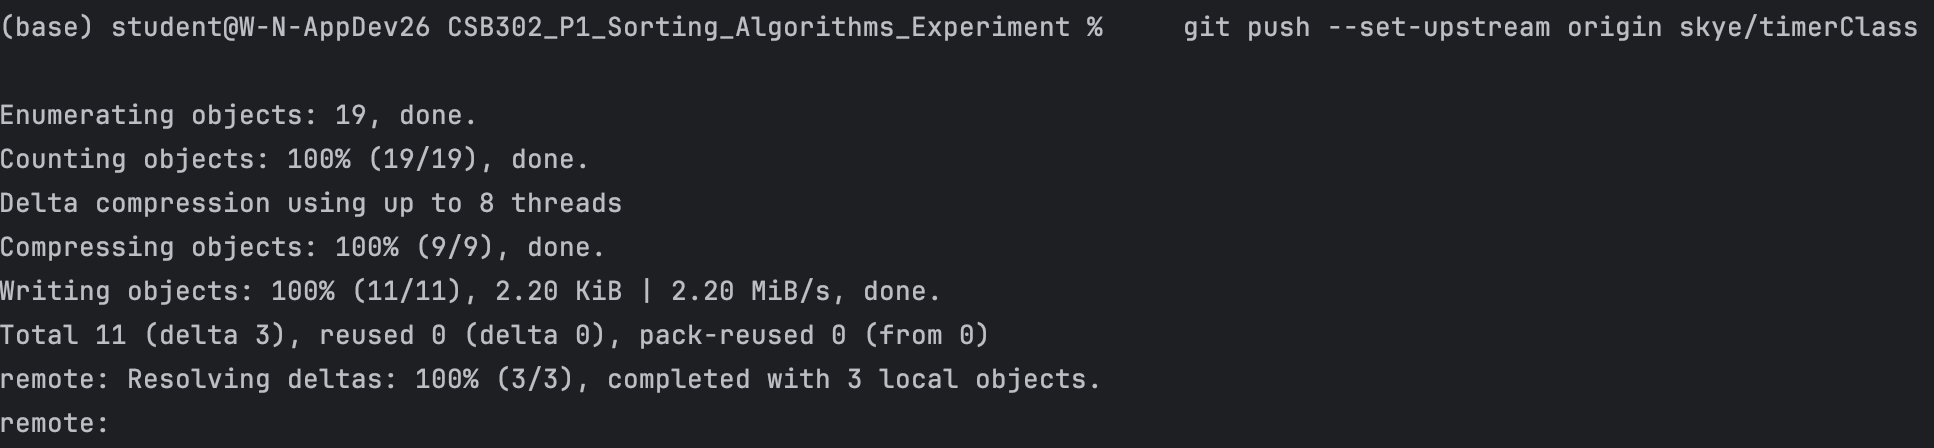 (base) student@W-N-AppDev26 CSB302_P1_Sorting_Algorithms_Experiment %     git push --set-upstream origin skye/timerClass
Enumerating objects: 19, done.
Counting objects: 100% (19/19), done.
Delta compression using up to 8 threads
Compressing objects: 100% (9/9), done.
Writing objects: 100% (11/11), 2.20 KiB | 2.20 MiB/s, done.
Total 11 (delta 3), reused 0 (delta 0), pack-reused 0 (from 0)
remote: Resolving deltas: 100% (3/3), completed with 3 local objects.
remote: